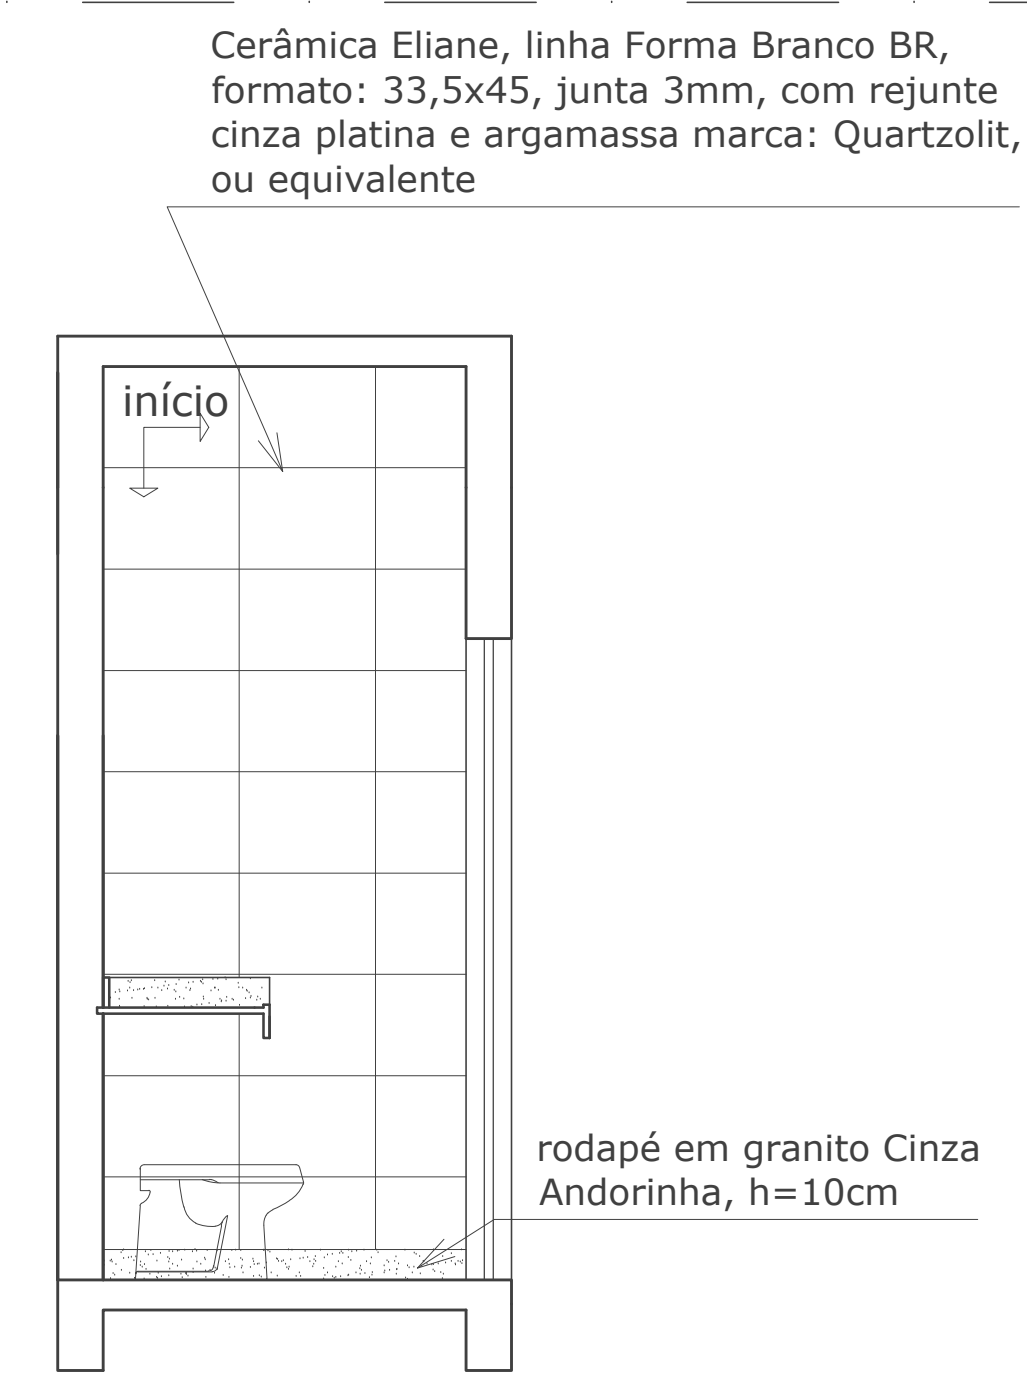 Cerâmica Eliane, linha Forma Branco BR,
formato: 33,5x45, junta 3mm, com rejunte
cinza platina e argamassa marca: Quartzolit,
ou equivalente
início
rodapé em granito Cinza
Andorinha, h=10cm